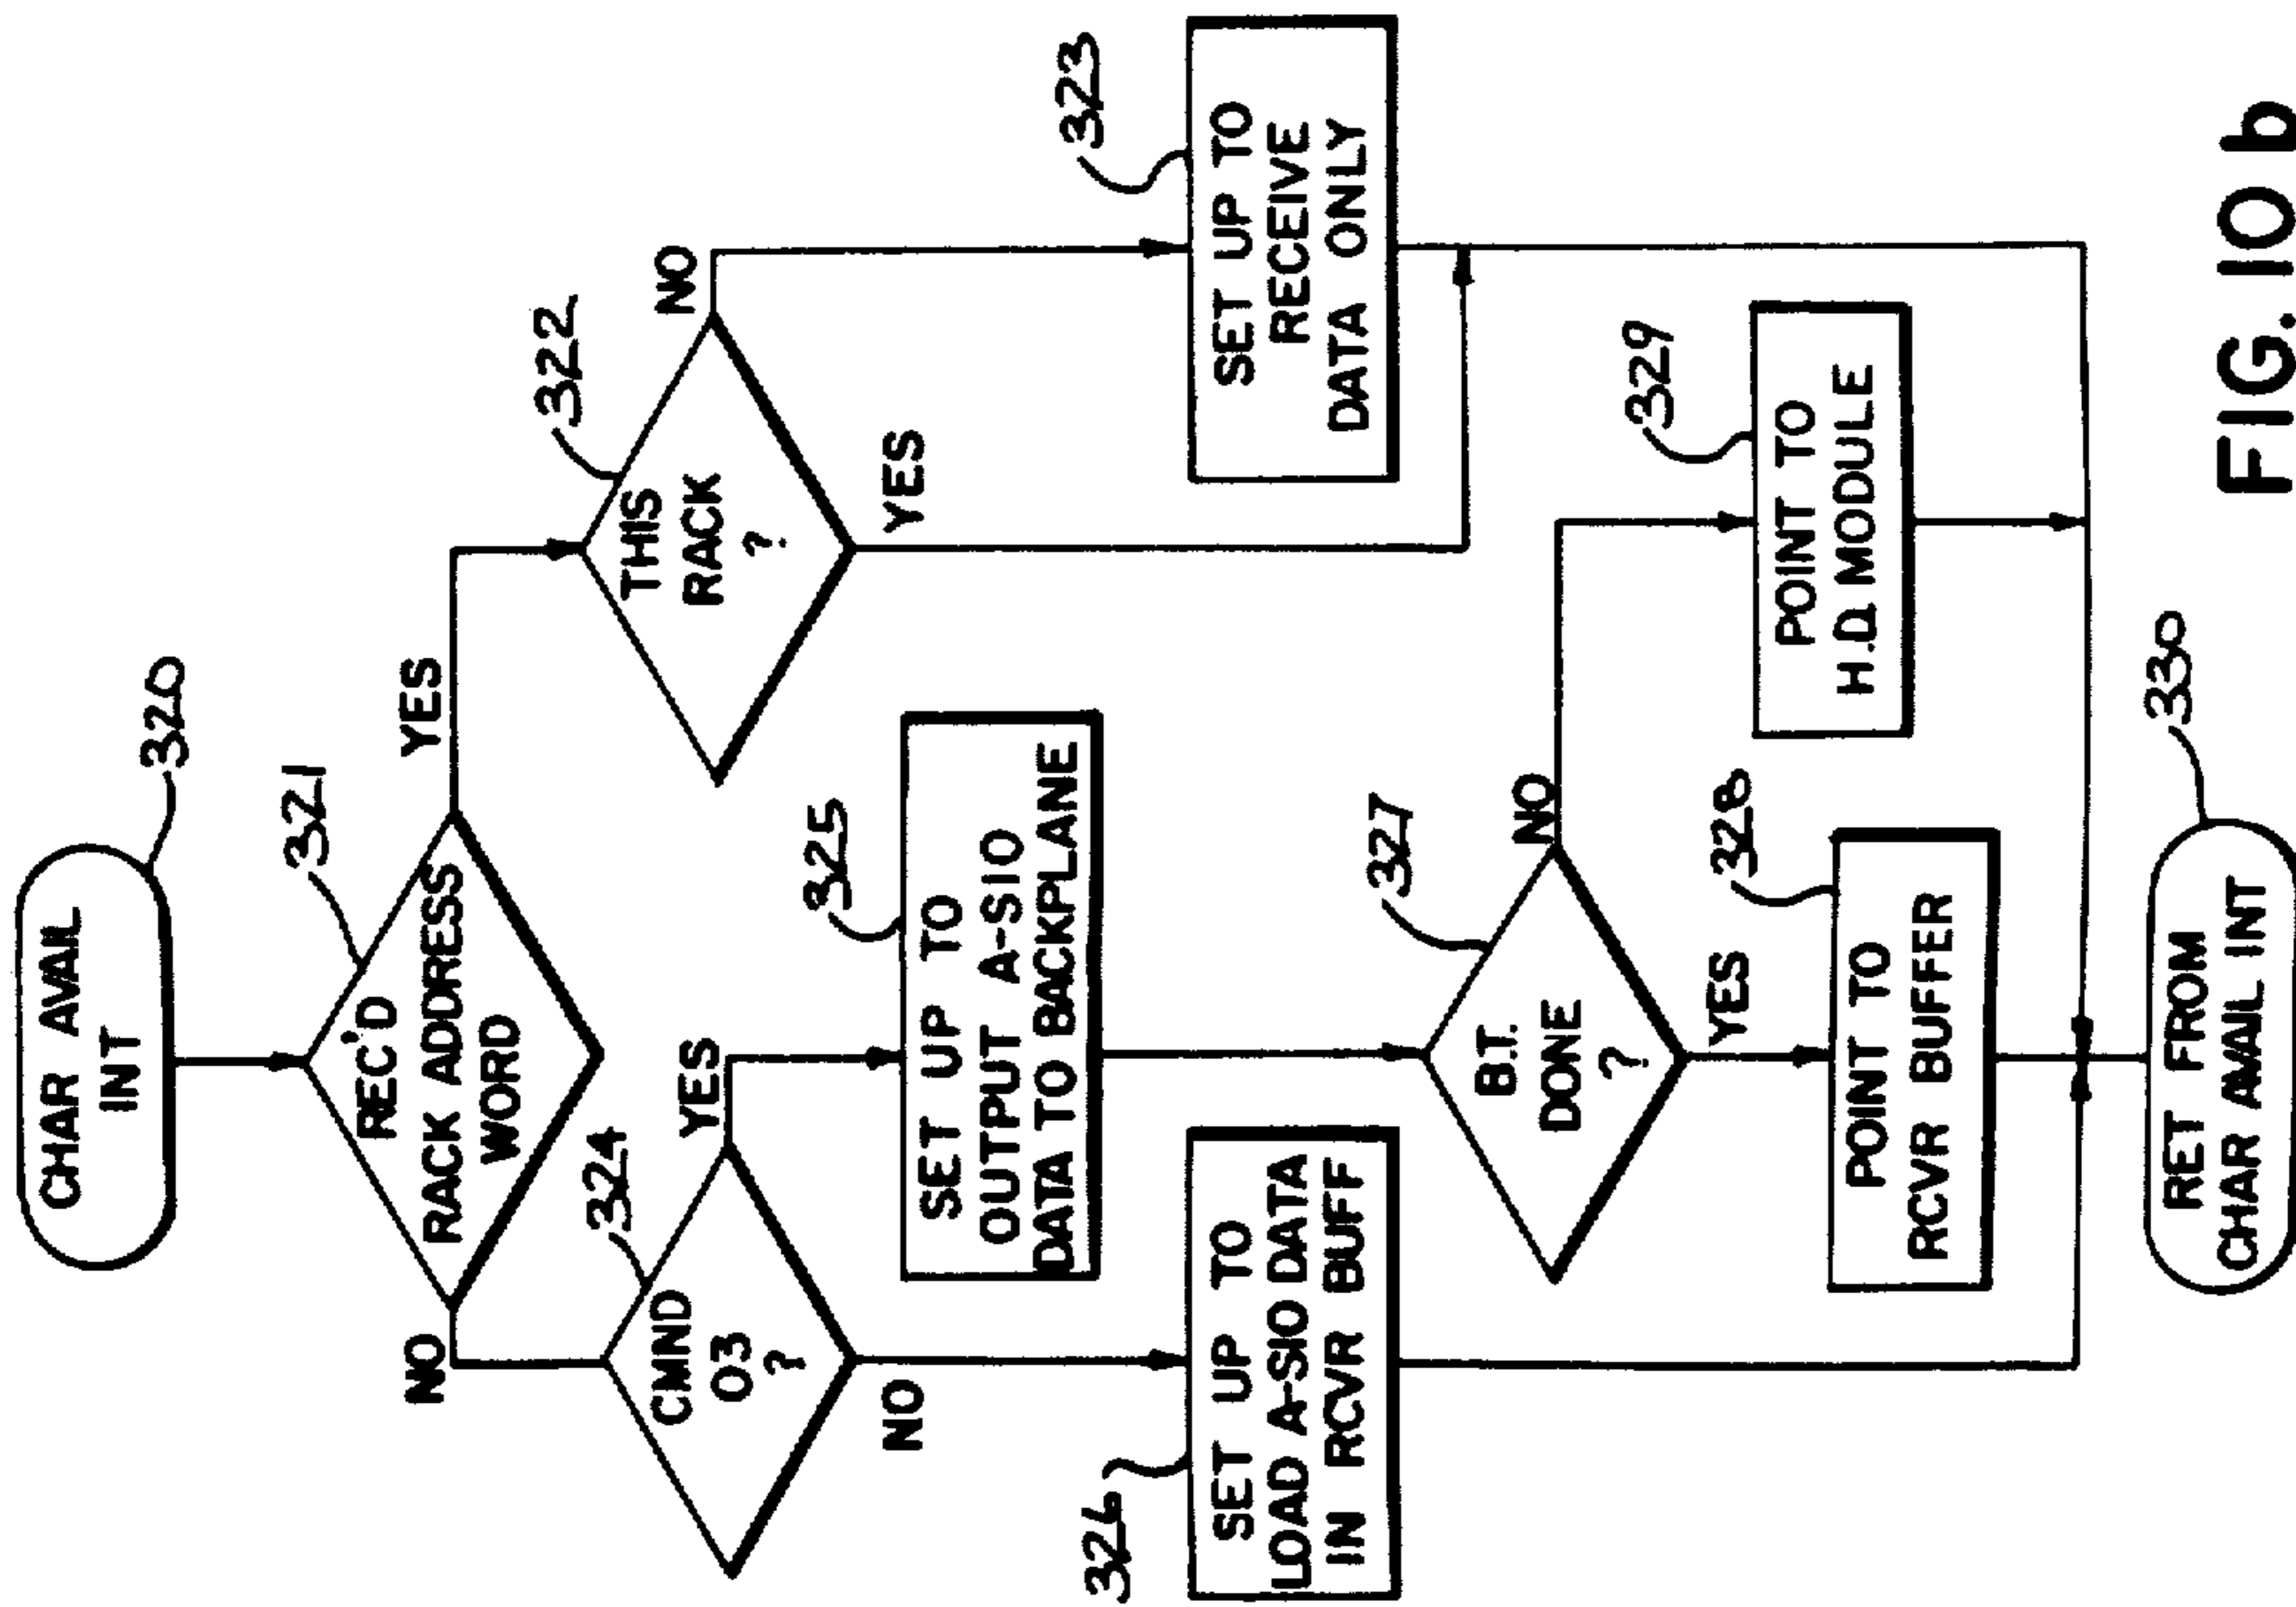 CHAR AVAIL
INT
320
321
REC'D
RACK ADDRESS
WORD
NO
YES
324
CMND
03
?
YES
NO
322
THIS
RACK
?
NO
YES
325
SET UP TO
OUTPUT A-SIO
DATA TO BACKPLANE
323
SET UP TO
RECEIVE
DATA ONLY
326
SET UP TO
LOAD A-SIO DATA
IN RCVR BUFF
327
B.T.
DONE
?
NO
YES
328
POINT TO
RCVR BUFFER
329
POINT TO
H.D. MODULE
330
RET FROM
CHAR AVAIL INT
FIG. 10 b